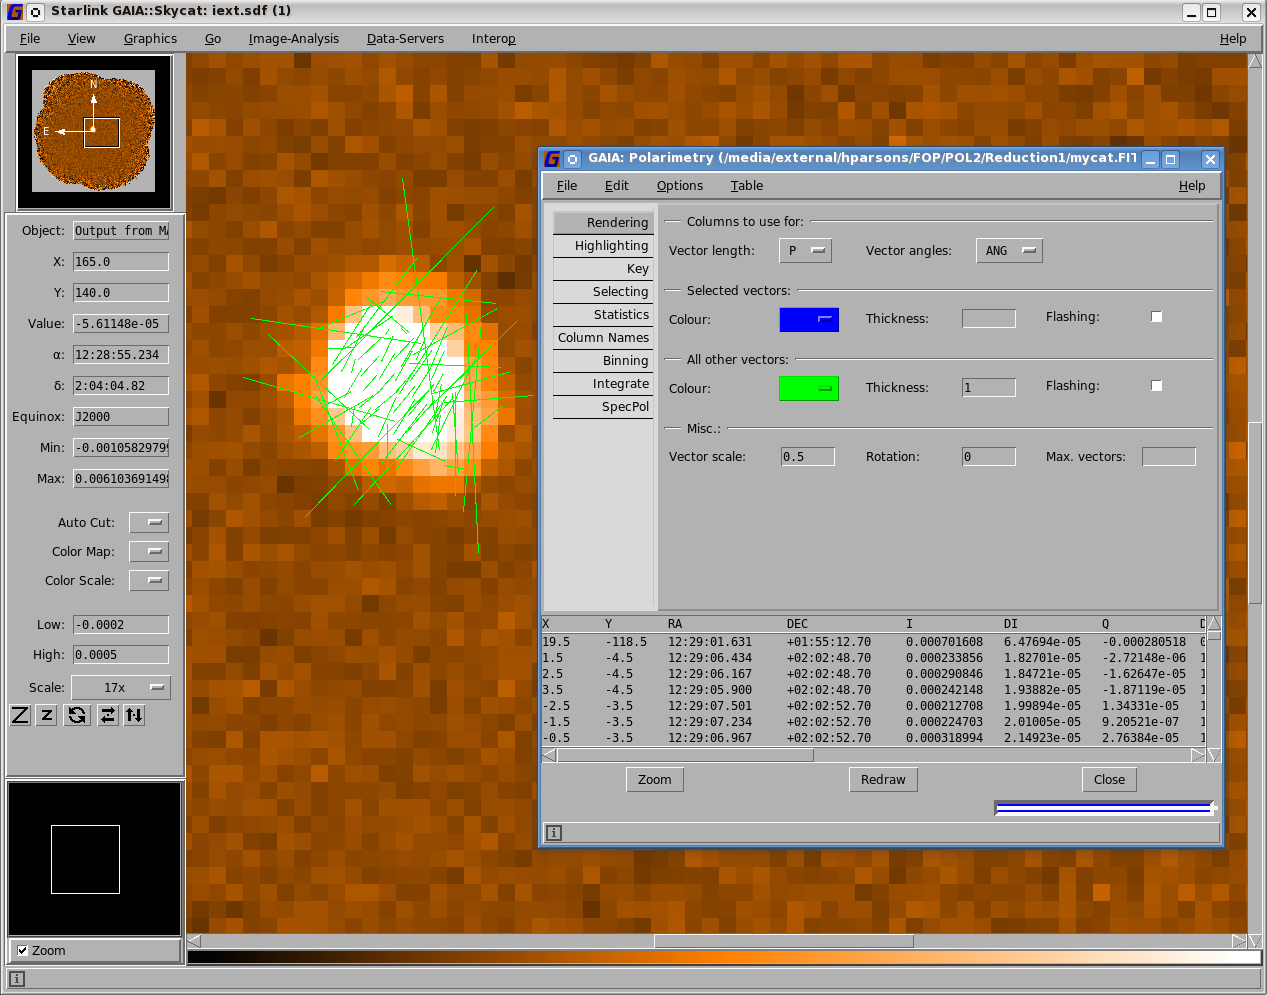 Starlink GAIA::Skycat: iext.sdf (1)
File View Graphics Go Image-Analysis Data-Servers Interop Help
N
E
Object: Output from MA
X: 165.0
Y: 140.0
Value: -5.61148e-05
α: 12:28:55.234
δ: 2:04:04.82
Equinox: J2000
Min: -0.0010582979
Max: 0.0061036914
Auto Cut:
Color Map:
Color Scale:
Low: -0.0002
High: 0.0005
Scale: 17x
Z z
Zoom
GAIA: Polarimetry (/media/external/hparsons/FOP/POL2/Reduction1/mycat.FIT
File Edit Options Table Help
Rendering
Highlighting
Key
Selecting
Statistics
Column Names
Binning
Integrate
SpecPol
Columns to use for:
Vector length: P Vector angles: ANG
Selected vectors:
Colour: Thickness: Flashing:
All other vectors:
Colour: Thickness: 1 Flashing:
Misc.:
Vector scale: 0.5 Rotation: 0 Max. vectors:
X Y RA DEC I DI Q
19.5 -118.5 12:29:01.631 +01:55:12.70 0.000701608 6.47694e-05 -0.000280518
1.5 -4.5 12:29:06.434 +02:02:48.70 0.000233856 1.82701e-05 -2.72148e-06
2.5 -4.5 12:29:06.167 +02:02:48.70 0.000290846 1.84721e-05 -1.62647e-05
3.5 -4.5 12:29:05.900 +02:02:48.70 0.000242148 1.93882e-05 -1.87119e-05
-2.5 -3.5 12:29:07.501 +02:02:52.70 0.000212708 1.99894e-05 1.34331e-05
-1.5 -3.5 12:29:07.234 +02:02:52.70 0.000224703 2.01005e-05 9.20521e-07
-0.5 -3.5 12:29:06.967 +02:02:52.70 0.000318994 2.14923e-05 2.76384e-05
Zoom Redraw Close